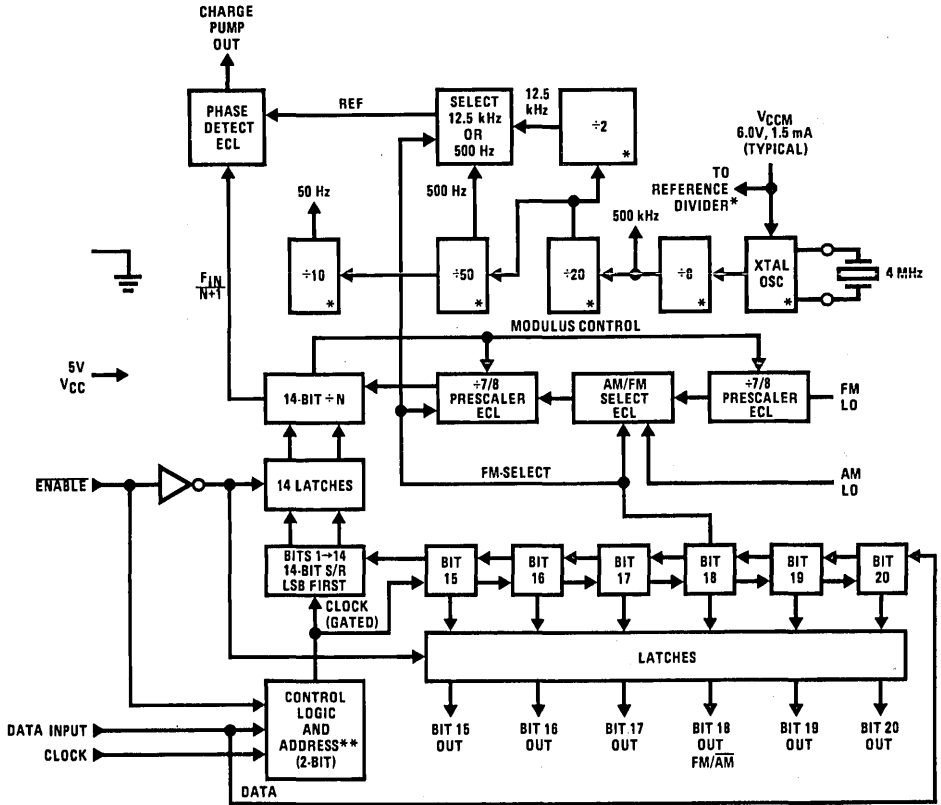 CHARGE
PUMP
OUT
PHASE
DETECT
ECL
REF
SELECT
12.5 kHz
OR
500 Hz
12.5
kHz
÷2
*
VCCM
6.0V, 1.5 mA
(TYPICAL)
TO
REFERENCE
DIVIDER*
50 Hz
500 Hz
500 kHz
÷10
*
÷50
*
÷20
*
÷8
*
XTAL
OSC
*
4 MHz
FIN
N+1
MODULUS CONTROL
5V
VCC
14-BIT ÷N
÷7/8
PRESCALER
ECL
AM/FM
SELECT
ECL
÷7/8
PRESCALER
ECL
FM
LO
ENABLE
14 LATCHES
FM-SELECT
AM
LO
BITS 1→14
14-BIT S/R
LSB FIRST
BIT
15
BIT
16
BIT
17
BIT
18
BIT
19
BIT
20
CLOCK
(GATED)
LATCHES
CONTROL
LOGIC
AND
ADDRESS**
(2-BIT)
DATA INPUT
CLOCK
BIT 15
OUT
BIT 16
OUT
BIT 17
OUT
BIT 18
OUT
FM/AM
BIT 19
OUT
BIT 20
OUT
DATA